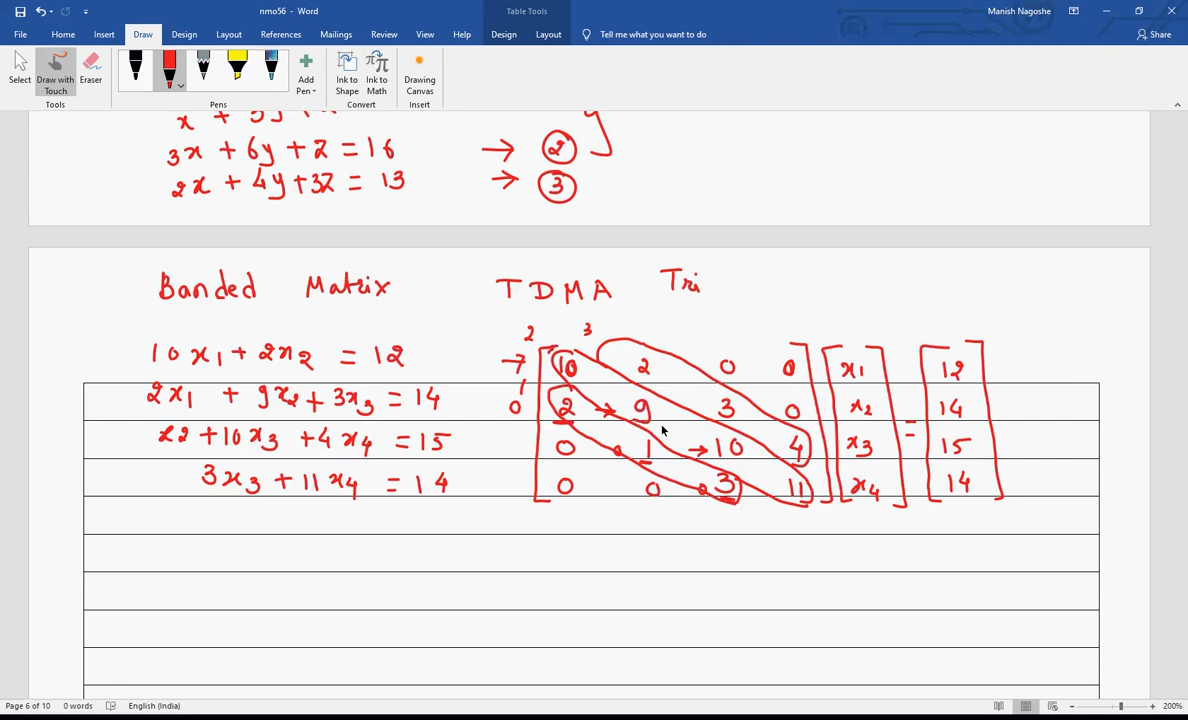 nmo56 - Word
Table Tools
Manish Nagoshe
File Home Insert Draw Design Layout References Mailings Review View Help Design Layout Tell me what you want to do Share
Select Draw with Touch Eraser Add Pen Ink to Shape Ink to Math Drawing Canvas
Tools Pens Convert Insert
3x + 6y + z = 16 → 2
2x + 4y + 3z = 13 → 3
Banded Matrix TDMA Tri
2 3
10x1 + 2x2 = 12
2x1 + 9x2 + 3x3 = 14
x2 + 10x3 + 4x4 = 15
3x3 + 11x4 = 14
10 2 0 0 x1 12
0 2 → 9 3 0 x2 14
0 1 → 10 4 x3 = 15
0 0 3 11 x4 14
Page 6 of 10 0 words English (India) 200%